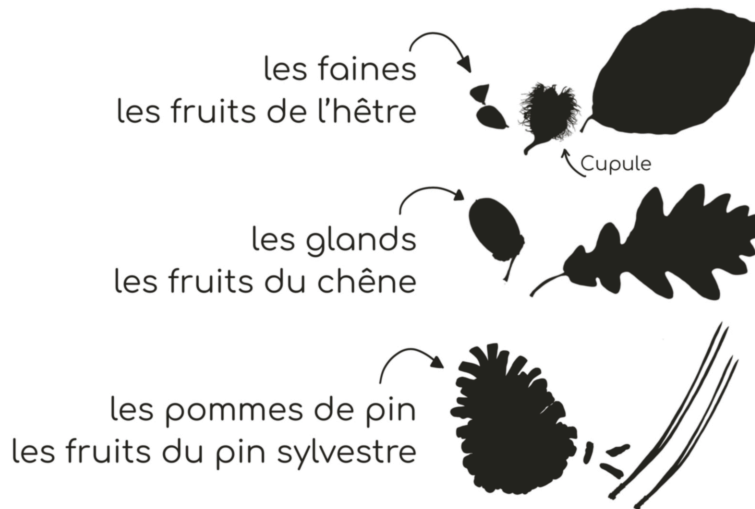 les faines
les fruits de l'hêtre
Cupule
les glands
les fruits du chêne
les pommes de pin
les fruits du pin sylvestre